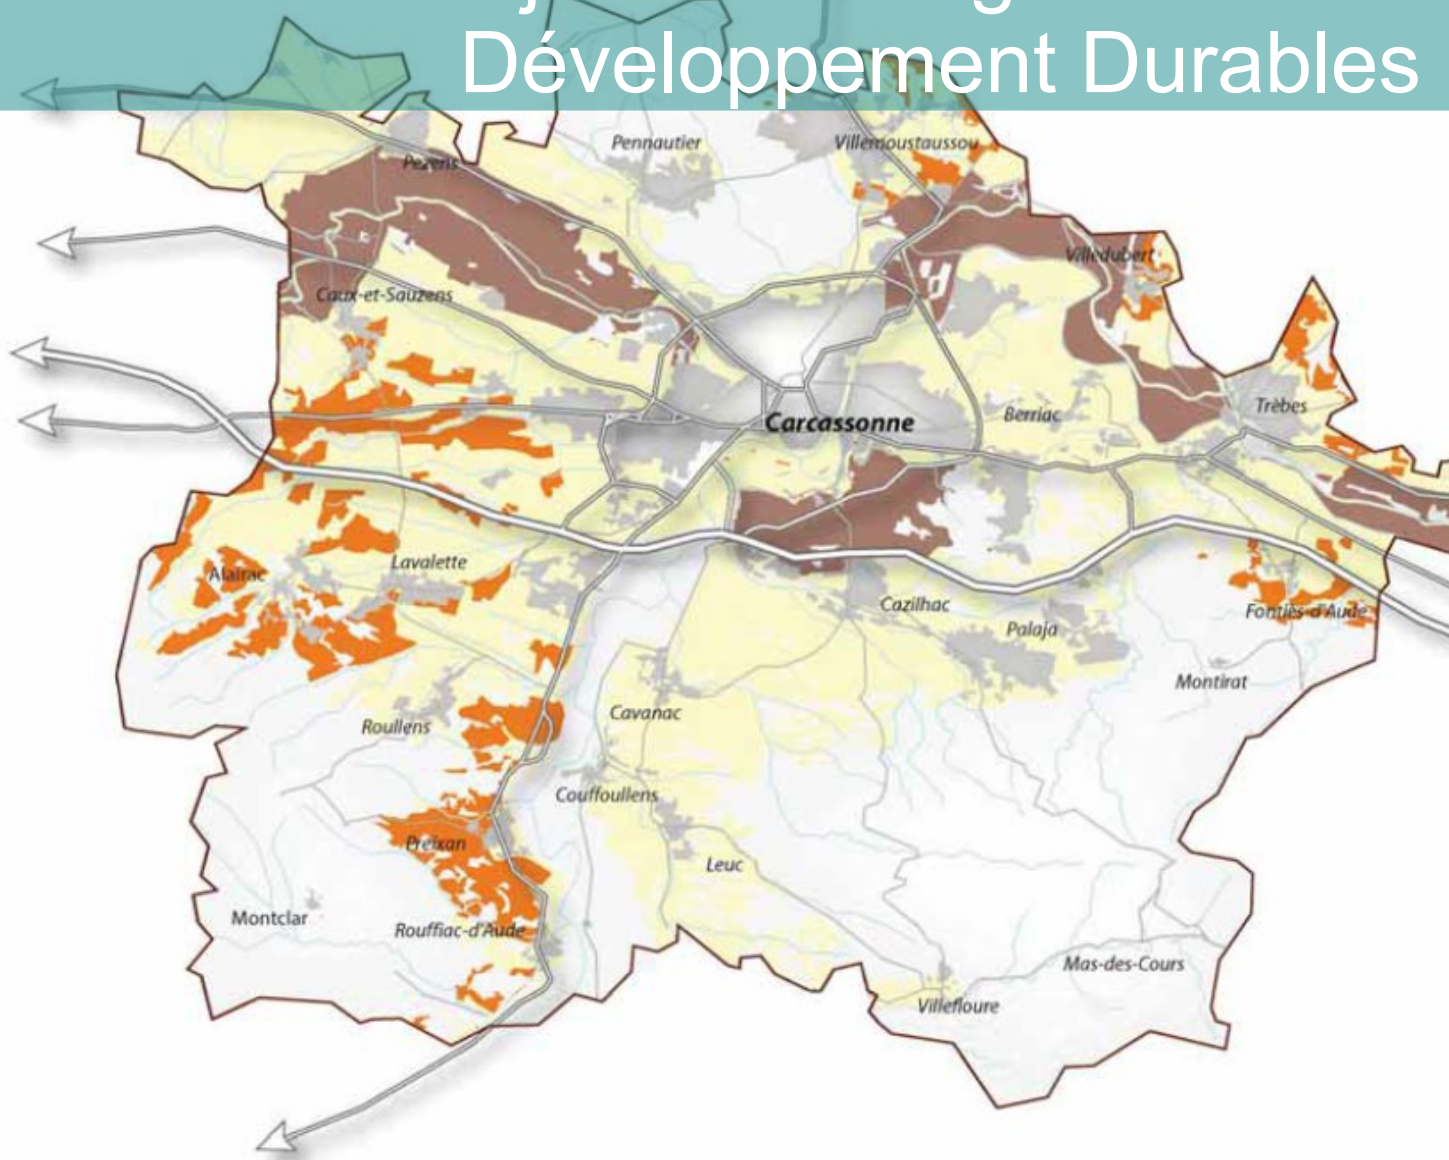 Développement Durables
Pennautier
Villemoustaussou
Pezens
Villedubert
Caux-et-Sauzens
Trèbes
Berriac
Carcassonne
Lavalette
Alairac
Cazilhac
Fontiès-d'Aude
Palaja
Montirat
Cavanac
Roullens
Couffoullens
Preixan
Leuc
Montclar
Rouffiac-d'Aude
Mas-des-Cours
Villefloure